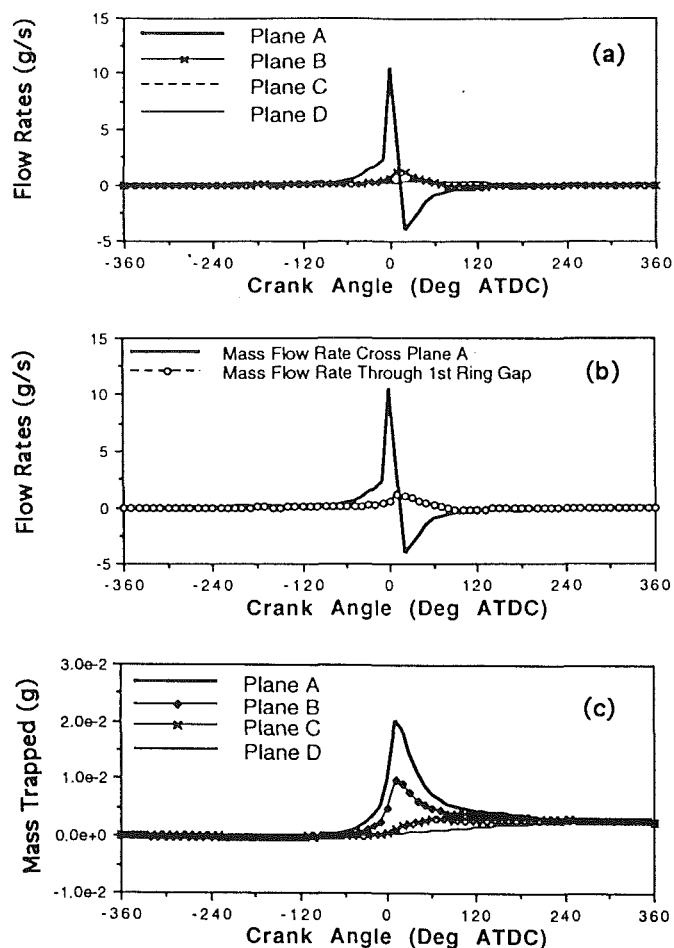 15
10
5
0
-5
Flow Rates (g/s)
Plane A
Plane B
Plane C
Plane D
(a)
-360 -240 -120 0 120 240 360
Crank Angle (Deg ATDC)
15
10
5
0
-5
Flow Rates (g/s)
Mass Flow Rate Cross Plane A
Mass Flow Rate Through 1st Ring Gap
(b)
-360 -240 -120 0 120 240 360
Crank Angle (Deg ATDC)
3.0e-2
2.0e-2
1.0e-2
0.0e+0
-1.0e-2
Mass Trapped (g)
Plane A
Plane B
Plane C
Plane D
(c)
-360 -240 -120 0 120 240 360
Crank Angle (Deg ATDC)